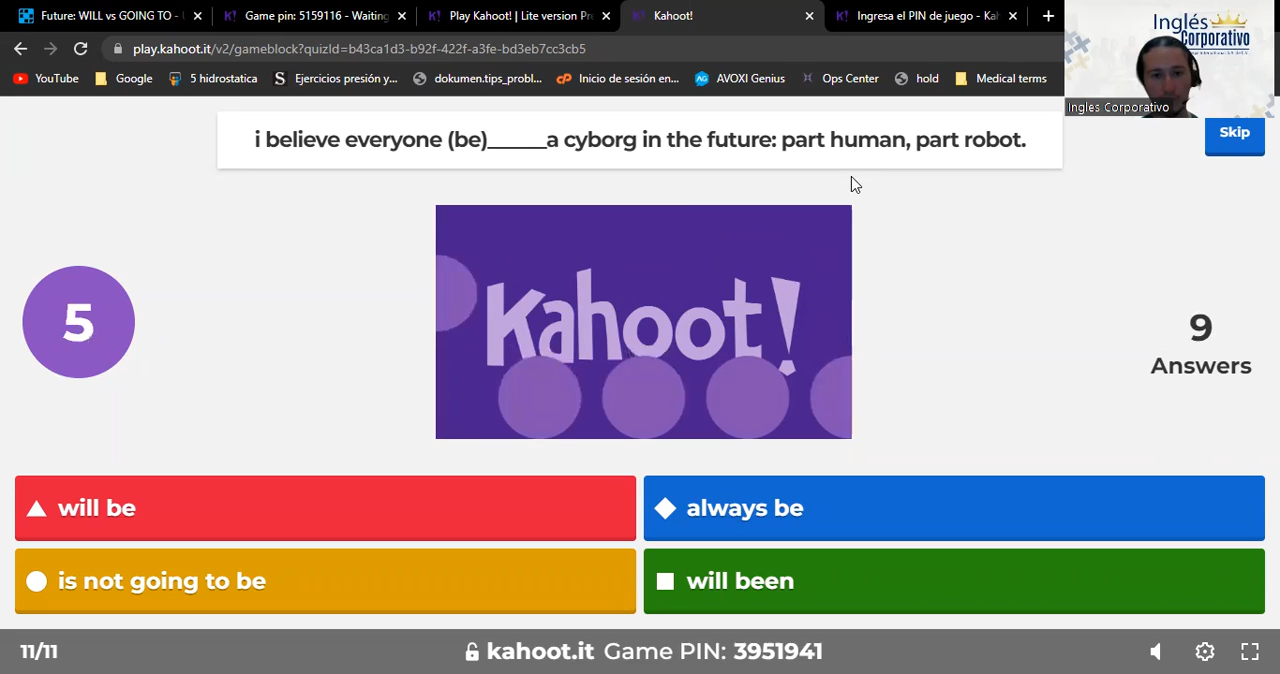 Future: WILL vs GOING TO -
Game pin: 5159116 - Waiting
Play Kahoot! | Lite version Pr
Kahoot!
Ingresa el PIN de juego - Kah
play.kahoot.it/v2/gameblock?quizId=b43ca1d3-b92f-422f-a3fe-bd3eb7cc3cb5
YouTube
Google
5 hidrostatica
Ejercicios presión y...
dokumen.tips_probl...
Inicio de sesión en...
AVOXI Genius
Ops Center
hold
Medical terms
Inglés
Corporativo
Ingles Corporativo
i believe everyone (be)_____a cyborg in the future: part human, part robot.
Skip
5
Kahoot!
9
Answers
will be
always be
is not going to be
will been
11/11
kahoot.it Game PIN: 3951941